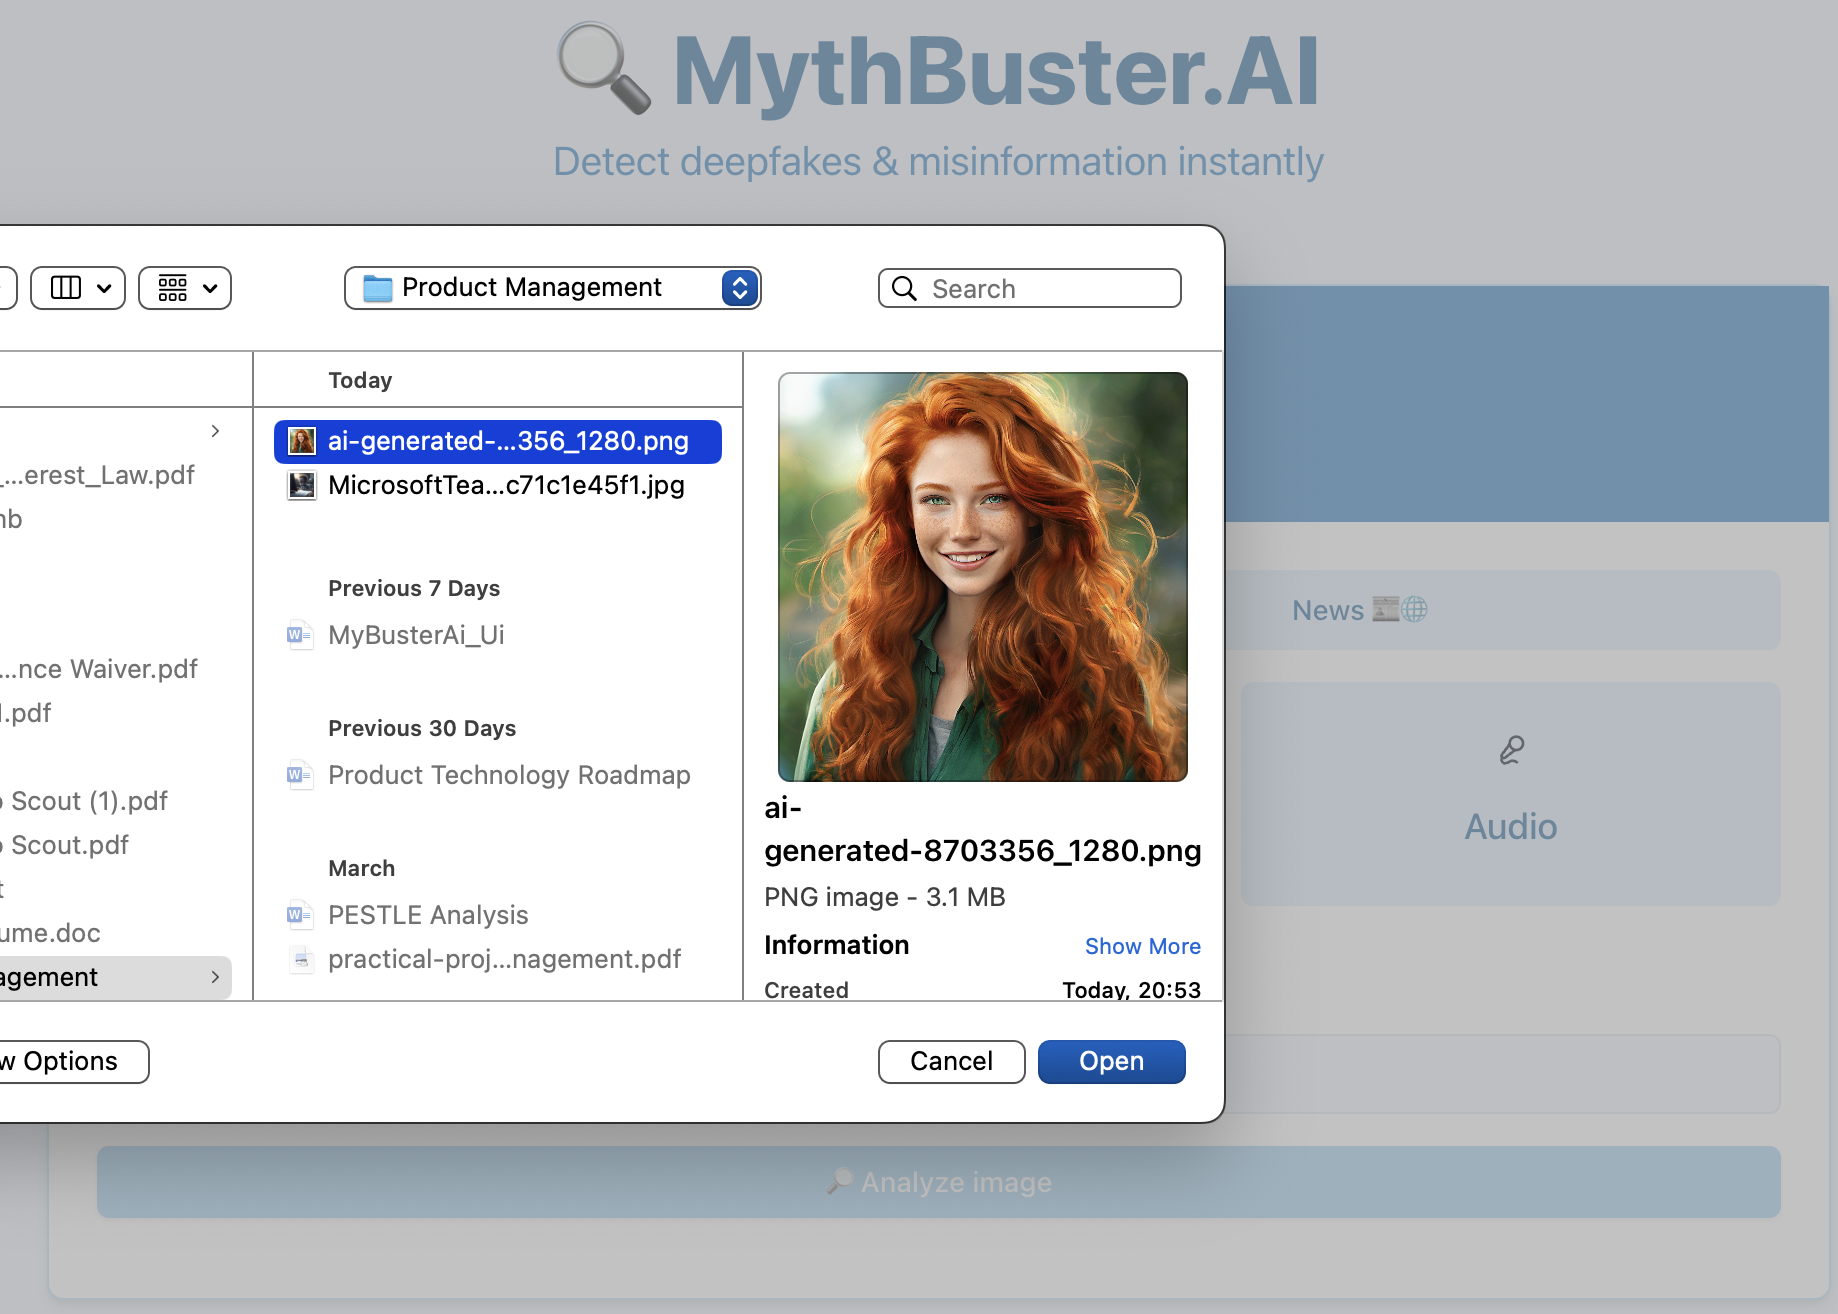 MythBuster.AI
Detect deepfakes & misinformation instantly
Product Management
Search
Today
_...erest_Law.pdf
nb
...nce Waiver.pdf
.pdf
Scout (1).pdf
Scout.pdf
t
ume.doc
agement
ai-generated-...356_1280.png
MicrosoftTea...c71c1e45f1.jpg
Previous 7 Days
MyBusterAi_Ui
Previous 30 Days
Product Technology Roadmap
March
PESTLE Analysis
practical-proj...nagement.pdf
ai-
generated-8703356_1280.png
PNG image - 3.1 MB
Information
Show More
Created
Today, 20:53
w Options
Cancel
Open
News
Audio
Analyze image